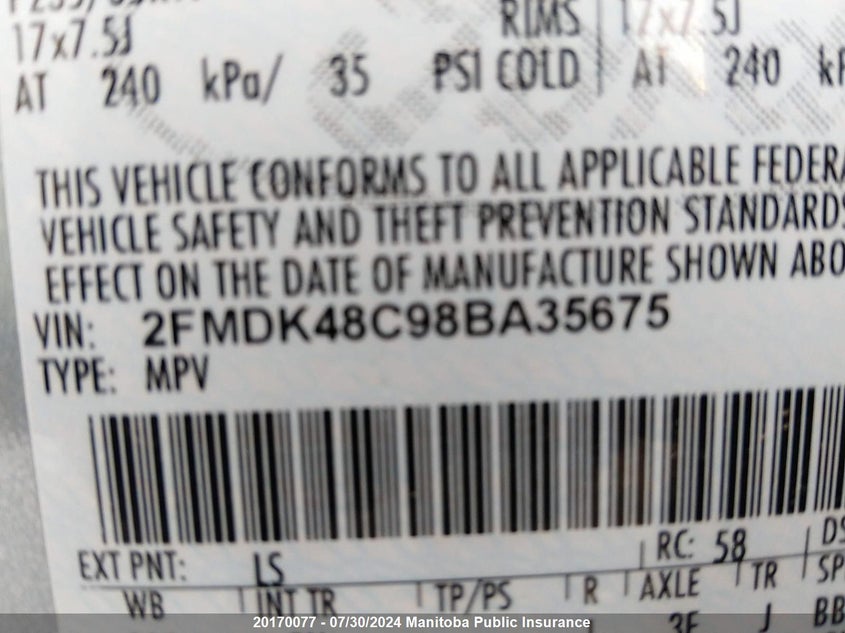 17x7.5J RIMS 17x7.5J
AT 240 kPa/ 35 PSI COLD AT 240
THIS VEHICLE CONFORMS TO ALL APPLICABLE
VEHICLE SAFETY AND THEFT PREVENTION STANDARDS
EFFECT ON THE DATE OF MANUFACTURE SHOWN
VIN: 2FMDK48C98BA35675
TYPE: MPV
EXT PNT: LS RC: 58
WB INT TR TP/PS R AXLE TR
J
20170077 - 07/30/2024 Manitoba Public Insurance